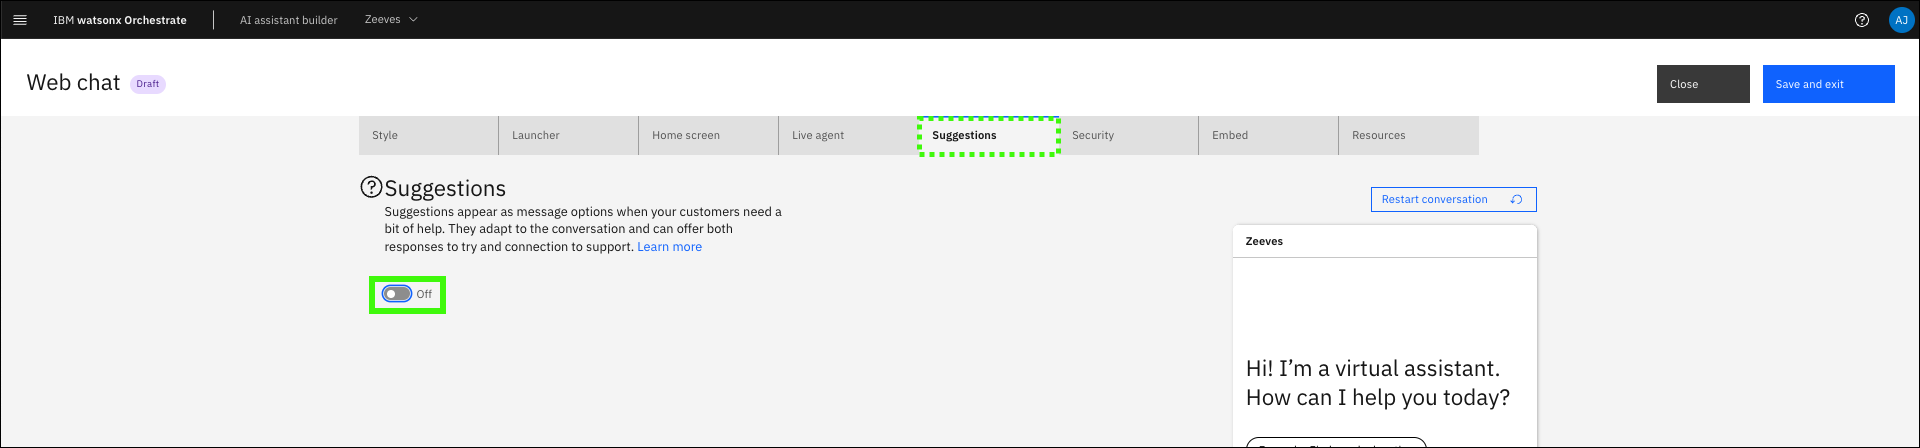 IBM watsonx Orchestrate
AI assistant builder
Zeeves
AJ
Web chat
Draft
Close
Save and exit
Style
Launcher
Home screen
Live agent
Suggestions
Security
Embed
Resources
Suggestions
Suggestions appear as message options when your customers need a
bit of help. They adapt to the conversation and can offer both
responses to try and connection to support. Learn more
Off
Restart conversation
Zeeves
Hi! I'm a virtual assistant.
How can I help you today?